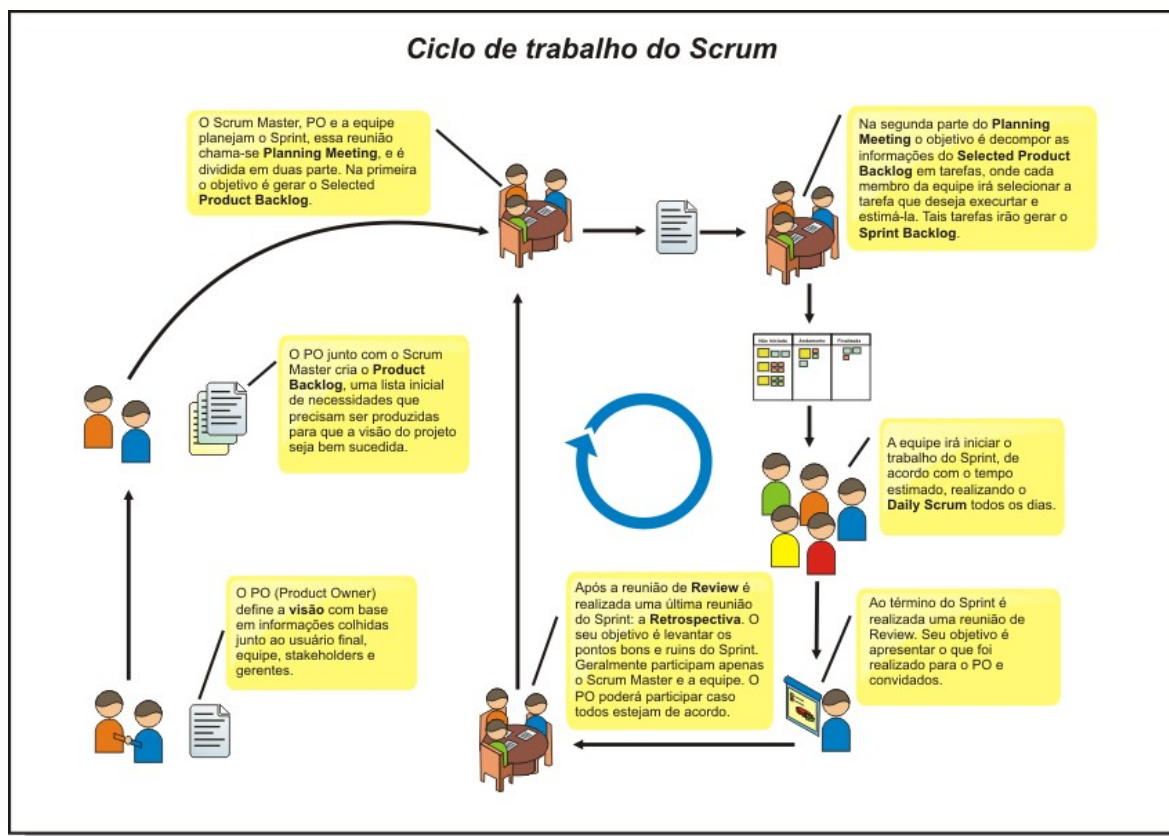 Ciclo de trabalho do Scrum
O Scrum Master, PO e a equipe
planejam o Sprint, essa reunião
chama-se Planning Meeting, e é
dividida em duas parte. Na primeira
o objetivo é gerar o Selected
Product Backlog.
Na segunda parte do Planning
Meeting o objetivo é decompor as
informações do Selected Product
Backlog em tarefas, onde cada
membro da equipe irá selecionar a
tarefa que deseja execurtar e
estimá-la. Tais tarefas irão gerar o
Sprint Backlog.
Não iniciada Andamento Finalizada
O PO junto com o Scrum
Master cria o Product
Backlog, uma lista inicial
de necessidades que
precisam ser produzidas
para que a visão do projeto
seja bem sucedida.
A equipe irá iniciar o
trabalho do Sprint, de
acordo com o tempo
estimado, realizando o
Daily Scrum todos os dias.
O PO (Product Owner)
define a visão com base
em informações colhidas
junto ao usuário final,
equipe, stakeholders e
gerentes.
Após a reunião de Review é
realizada uma última reunião
do Sprint: a Retrospectiva. O
seu objetivo é levantar os
pontos bons e ruins do Sprint.
Geralmente participam apenas
o Scrum Master e a equipe. O
PO poderá participar caso
todos estejam de acordo.
Ao término do Sprint é
realizada uma reunião de
Review. Seu objetivo é
apresentar o que foi
realizado para o PO e
convidados.